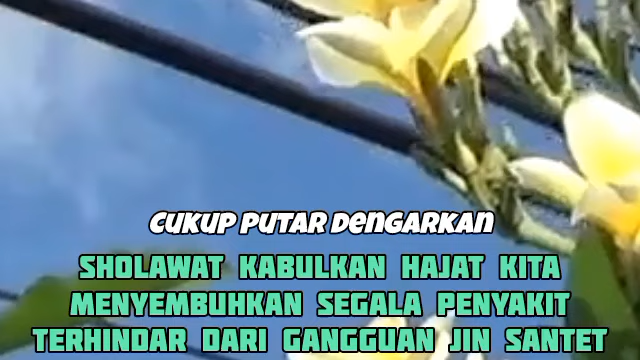 CUKUP PUTAR DENGARKAN
SHOLAWAT KABULKAN HAJAT KITA
MENYEMBUHKAN SEGALA PENYAKIT
TERHINDAR DARI GANGGUAN JIN SANTET